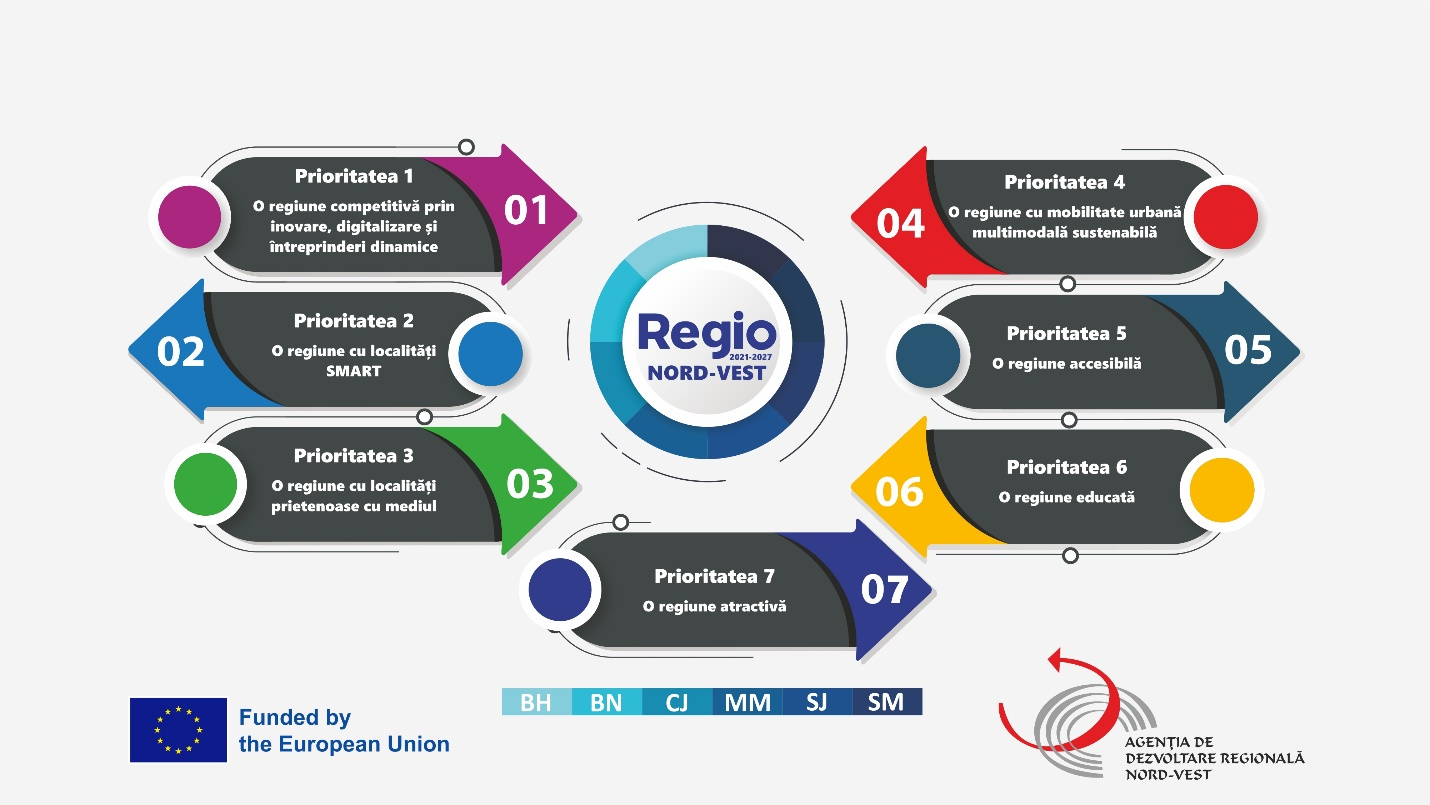 Prioritatea 1
O regiune competitivă prin
inovare, digitalizare și
întreprinderi dinamice
01
Prioritatea 2
O regiune cu localități
SMART
02
Prioritatea 3
O regiune cu localități
prietenoase cu mediul
03
Regio
2021-2027
NORD-VEST
Prioritatea 4
O regiune cu mobilitate urbană
multimodală sustenabilă
04
Prioritatea 5
O regiune accesibilă
05
Prioritatea 6
O regiune educată
06
Prioritatea 7
O regiune atractivă
07
BH BN CJ MM SJ SM
Funded by
the European Union
AGENȚIA DE
DEZVOLTARE REGIONALĂ
NORD-VEST